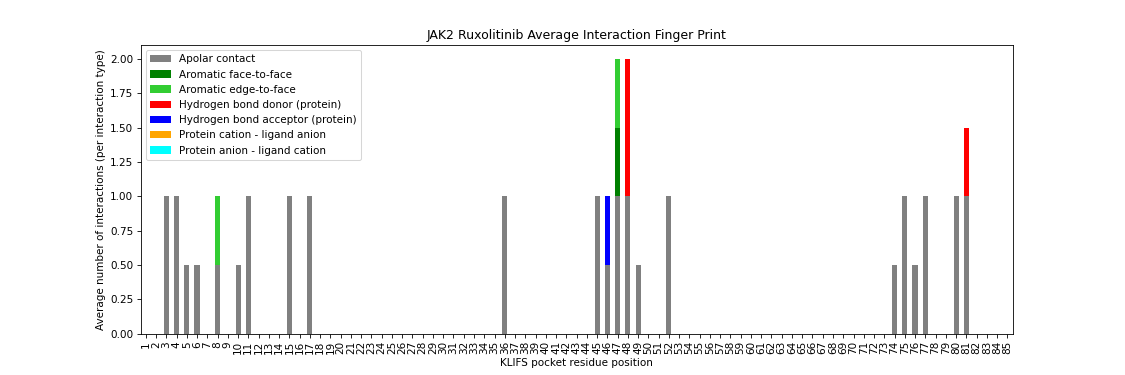 JAK2 Ruxolitinib Average Interaction Finger Print
Average number of interactions (per interaction type)
2.00
1.75
1.50
1.25
1.00
0.75
0.50
0.25
0.00
Apolar contact
Aromatic face-to-face
Aromatic edge-to-face
Hydrogen bond donor (protein)
Hydrogen bond acceptor (protein)
Protein cation - ligand anion
Protein anion - ligand cation
1 2 3 4 5 6 7 8 9 10 11 12 13 14 15 16 17 18 19 20 21 22 23 24 25 26 27 28 29 30 31 32 33 34 35 36 37 38 39 40 41 42 43 44 45 46 47 48 49 50 51 52 53 54 55 56 57 58 59 60 61 62 63 64 65 66 67 68 69 70 71 72 73 74 75 76 77 78 79 80 81 82 83 84 85
KLIFS pocket residue position